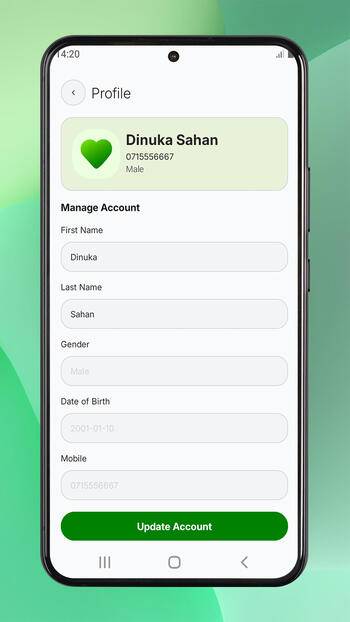 14:20
Profile
Dinuka Sahan
0715556667
Male
Manage Account
First Name
Dinuka
Last Name
Sahan
Gender
Male
Date of Birth
2001-01-10
Mobile
0715556667
Update Account